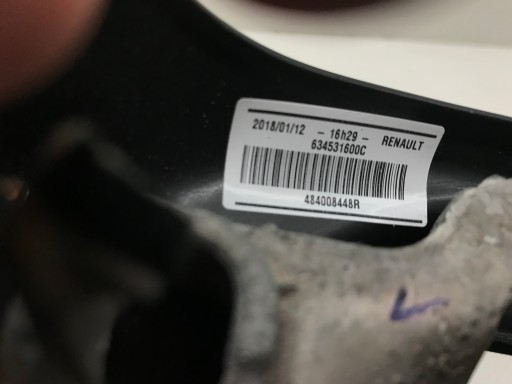 2018/01/12 - 16h29 - RENAULT
634531600C
484008448R